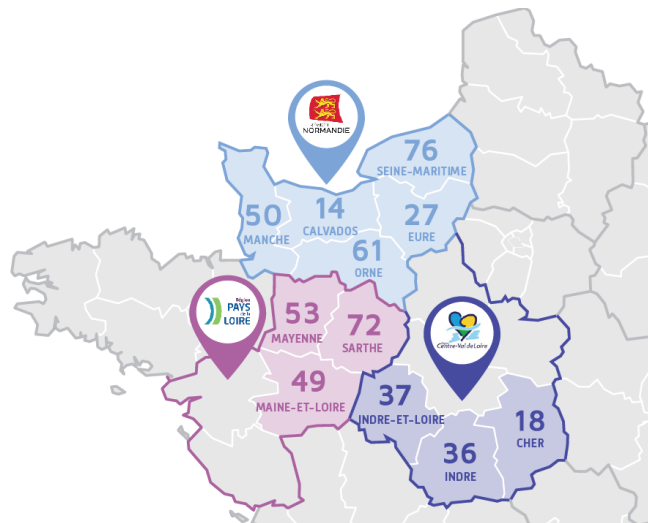 NORMANDIE
76
SEINE-MARITIME
50
MANCHE
14
CALVADOS
27
EURE
61
ORNE
Région
PAYS
de la
LOIRE
53
MAYENNE
72
SARTHE
49
MAINE-ET-LOIRE
Centre-Val de Loire
37
INDRE-ET-LOIRE
18
CHER
36
INDRE